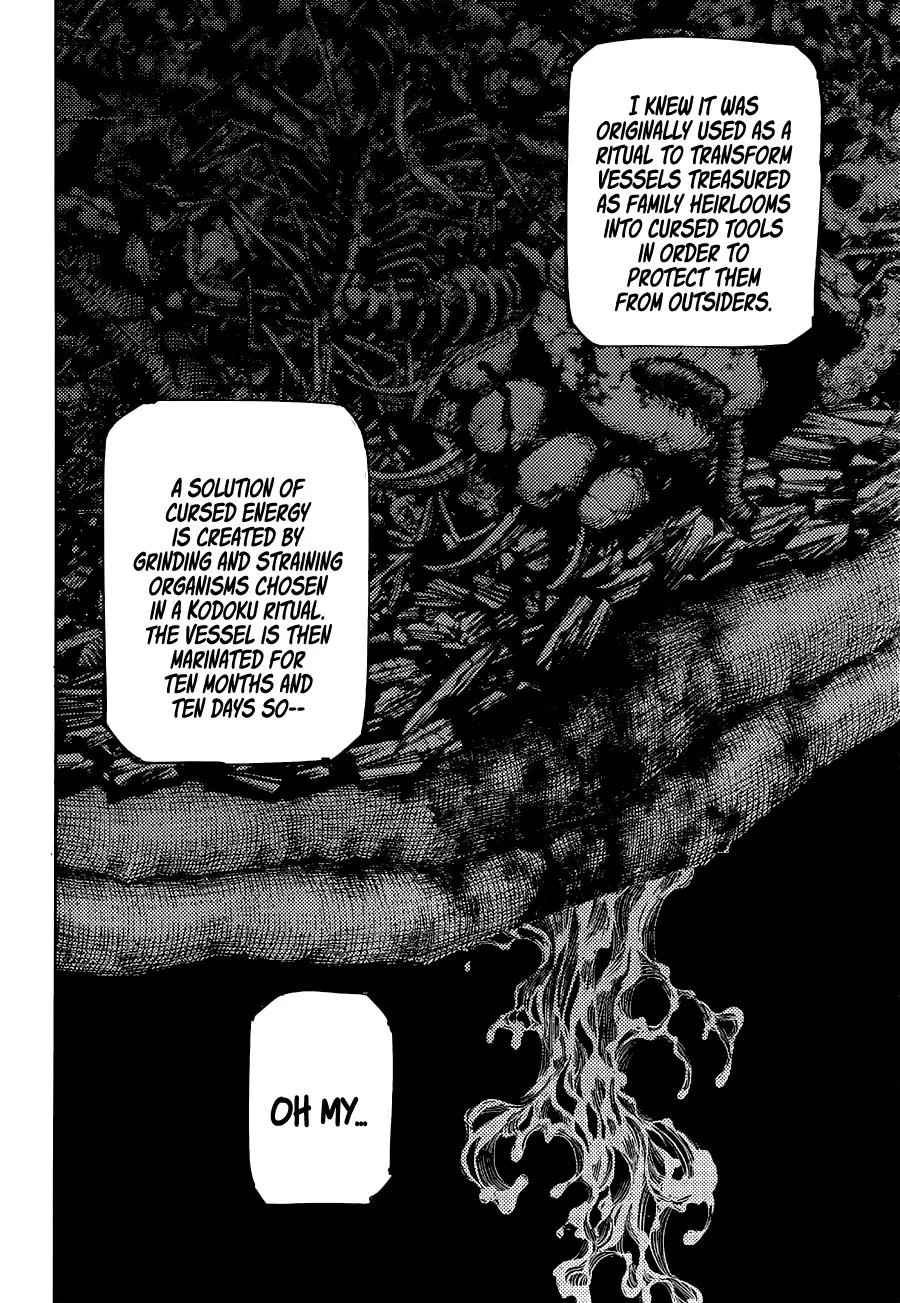 I KNEW IT WAS
ORIGINALLY USED AS A
RITUAL TO TRANSFORM
VESSELS TREASURED
AS FAMILY HEIRLOOMS
INTO CURSED TOOLS
IN ORDER TO
PROTECT THEM
FROM OUTSIDERS.
A SOLUTION OF
CURSED ENERGY
IS CREATED BY
GRINDING AND STRAINING
ORGANISMS CHOSEN
IN A KODOKU RITUAL.
THE VESSEL IS THEN
MARINATED FOR
TEN MONTHS AND
TEN DAYS SO--
OH MY...